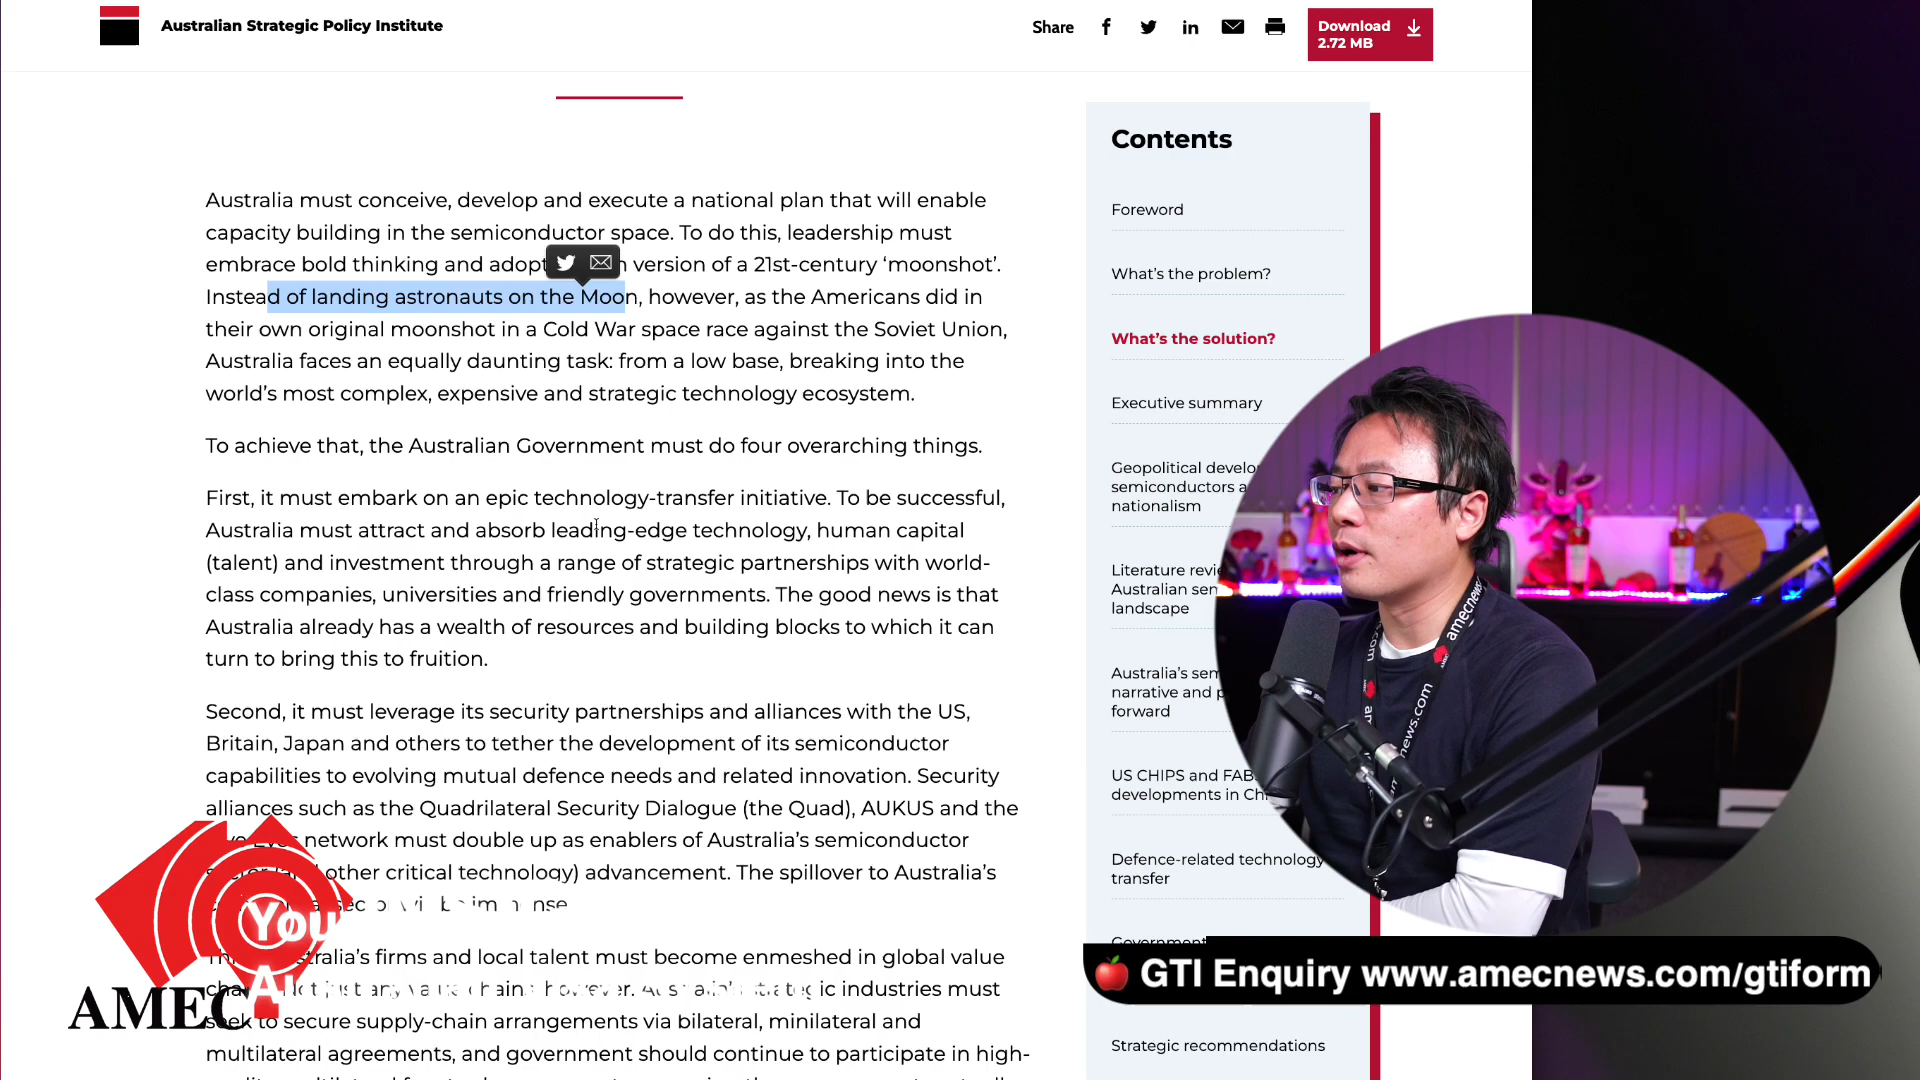 Australian Strategic Policy Institute
Share
Download
2.72 MB
Australia must conceive, develop and execute a national plan that will enable
capacity building in the semiconductor space. To do this, leadership must
embrace bold thinking and adopt version of a 21st-century ‘moonshot’.
Instead of landing astronauts on the Moon, however, as the Americans did in
their own original moonshot in a Cold War space race against the Soviet Union,
Australia faces an equally daunting task: from a low base, breaking into the
world’s most complex, expensive and strategic technology ecosystem.
To achieve that, the Australian Government must do four overarching things.
First, it must embark on an epic technology-transfer initiative. To be successful,
Australia must attract and absorb leading-edge technology, human capital
(talent) and investment through a range of strategic partnerships with world-
class companies, universities and friendly governments. The good news is that
Australia already has a wealth of resources and building blocks to which it can
turn to bring this to fruition.
Second, it must leverage its security partnerships and alliances with the US,
Britain, Japan and others to tether the development of its semiconductor
capabilities to evolving mutual defence needs and related innovation. Security
alliances such as the Quadrilateral Security Dialogue (the Quad), AUKUS and the
network must double up as enablers of Australia’s semiconductor
other critical technology) advancement. The spillover to Australia’s
firms and local talent must become enmeshed in global value
industries must
seek to secure supply-chain arrangements via bilateral, minilateral and
multilateral agreements, and government should continue to participate in high-
Contents
Foreword
What’s the problem?
What’s the solution?
Executive summary
Geopolitical
semiconductors
nationalism
Literature
Australian
landscape
Australia’s
narrative and
forward
US CHIPS and
developments in
Defence-related technology
transfer
Government
Strategic recommendations
amecnews
news.com
AMEC
You
GTI Enquiry www.amecnews.com/gtiform